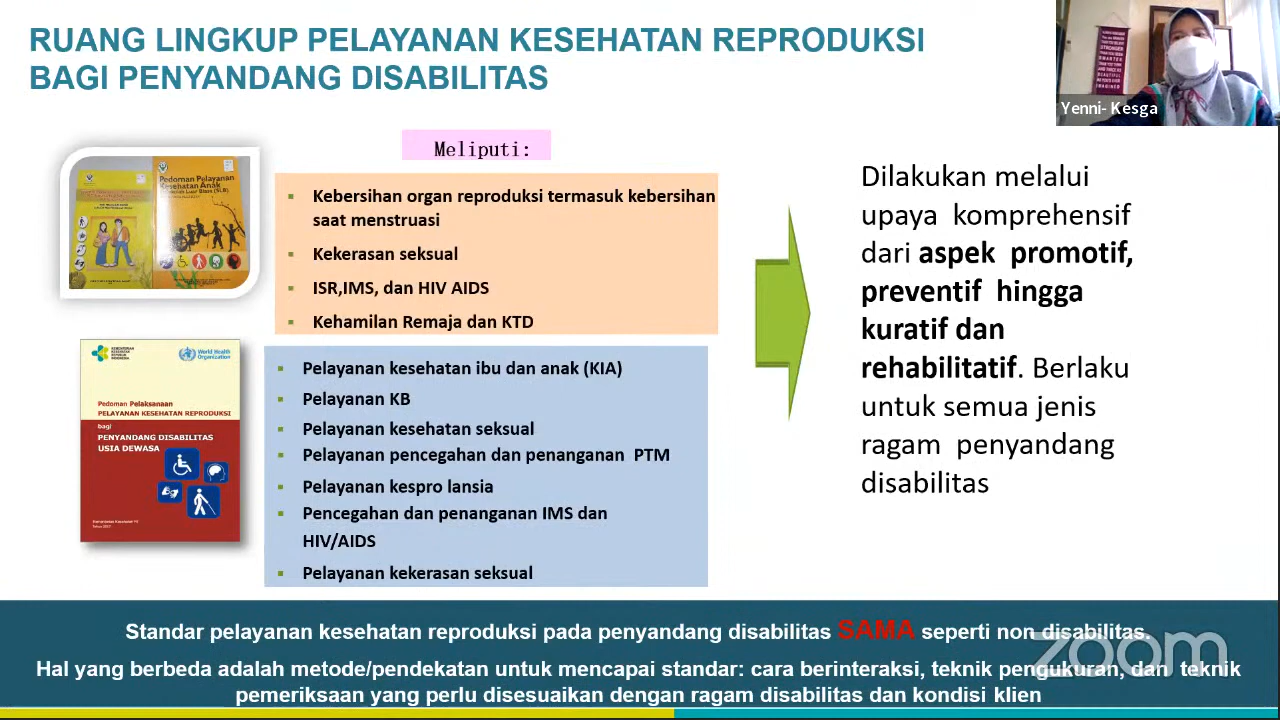 RUANG LINGKUP PELAYANAN KESEHATAN REPRODUKSI
BAGI PENYANDANG DISABILITAS
Yenni- Kesga
Meliputi:
Pedoman Pelayanan
Kesehatan Anak
Kebersihan organ reproduksi termasuk kebersihan
saat menstruasi
Kekerasan seksual
ISR,IMS, dan HIV AIDS
Kehamilan Remaja dan KTD
World Health
Organization
Pedoman Pelaksanaan
PELAYANAN KESEHATAN REPRODUKSI
bagi
PENYANDANG DISABILITAS
USIA DEWASA
Pelayanan kesehatan ibu dan anak (KIA)
Pelayanan KB
Pelayanan kesehatan seksual
Pelayanan pencegahan dan penanganan PTM
Pelayanan kespro lansia
Pencegahan dan penanganan IMS dan
HIV/AIDS
Pelayanan kekerasan seksual
Dilakukan melalui
upaya komprehensif
dari aspek promotif,
preventif hingga
kuratif dan
rehabilitatif. Berlaku
untuk semua jenis
ragam penyandang
disabilitas
Standar pelayanan kesehatan reproduksi pada penyandang disabilitas SAMA seperti non disabilitas.
Hal yang berbeda adalah metode/pendekatan untuk mencapai standar: cara berinteraksi, teknik pengukuran, dan teknik
pemeriksaan yang perlu disesuaikan dengan ragam disabilitas dan kondisi klien
zoom